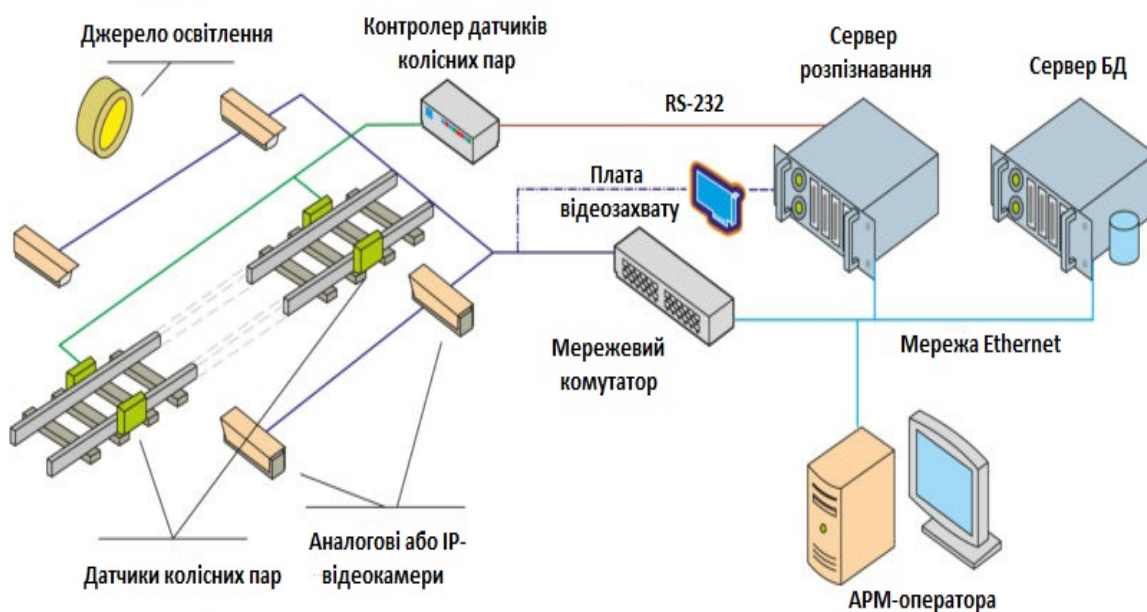 Джерело освітлення
Контролер датчиків
колісних пар
Сервер
розпізнавання
Сервер БД
RS-232
Плата
відеозахвату
Мережевий
комутатор
Мережа Ethernet
Датчики колісних пар
Аналогові або IP-
відеокамери
АРМ-оператора